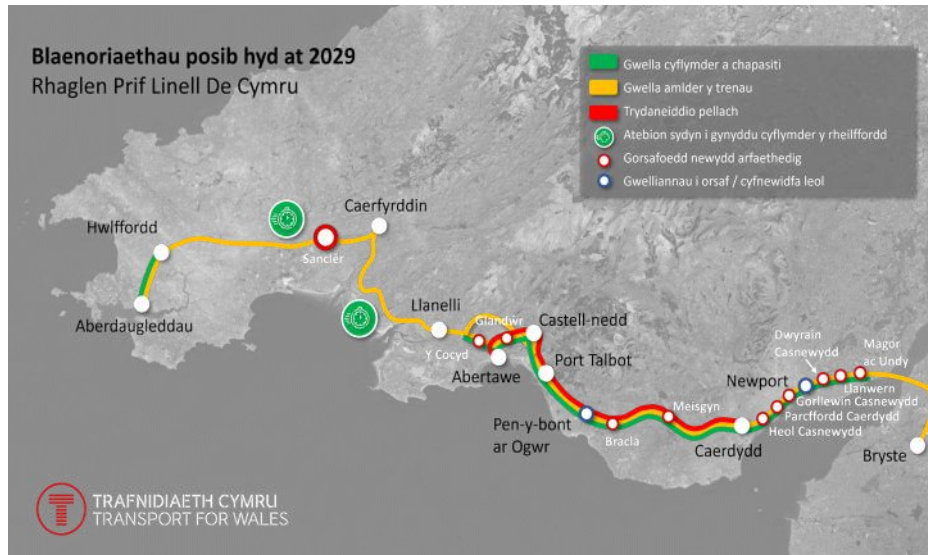 Blaenoriaethau posib hyd at 2029
Rhaglen Prif Linell De Cymru
Gwella cyflymder a chapasiti
Gwella amlder y trenau
Trydaneiddio pellach
Atebion sydyn i gynyddu cyflymder y rheilffordd
Gorsafoedd newydd arfaethedig
Gwelliannau i orsaf / cyfnewidfa leol
Caerfyrddin
Hwlffordd
Sanclêr
Aberdaugleddau
Llanelli
Glandŵr
Castell-nedd
Y Cocyd
Abertawe
Port Talbot
Dwyrain
Casnewydd
Magor
ac Undy
Newport
Llanwern
Gorllewin Casnewydd
Parcffordd Caerdydd
Heol Casnewydd
Meisgyn
Pen-y-bont
ar Ogwr
Bracla
Caerdydd
Bryste
TRAFNIDIAETH CYMRU
TRANSPORT FOR WALES